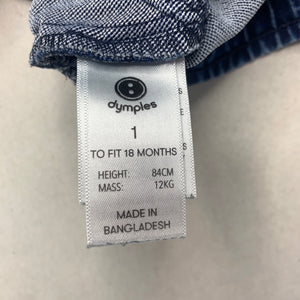 dymples
1
TO FIT 18 MONTHS
HEIGHT: 84CM
MASS: 12KG
MADE IN
BANGLADESH